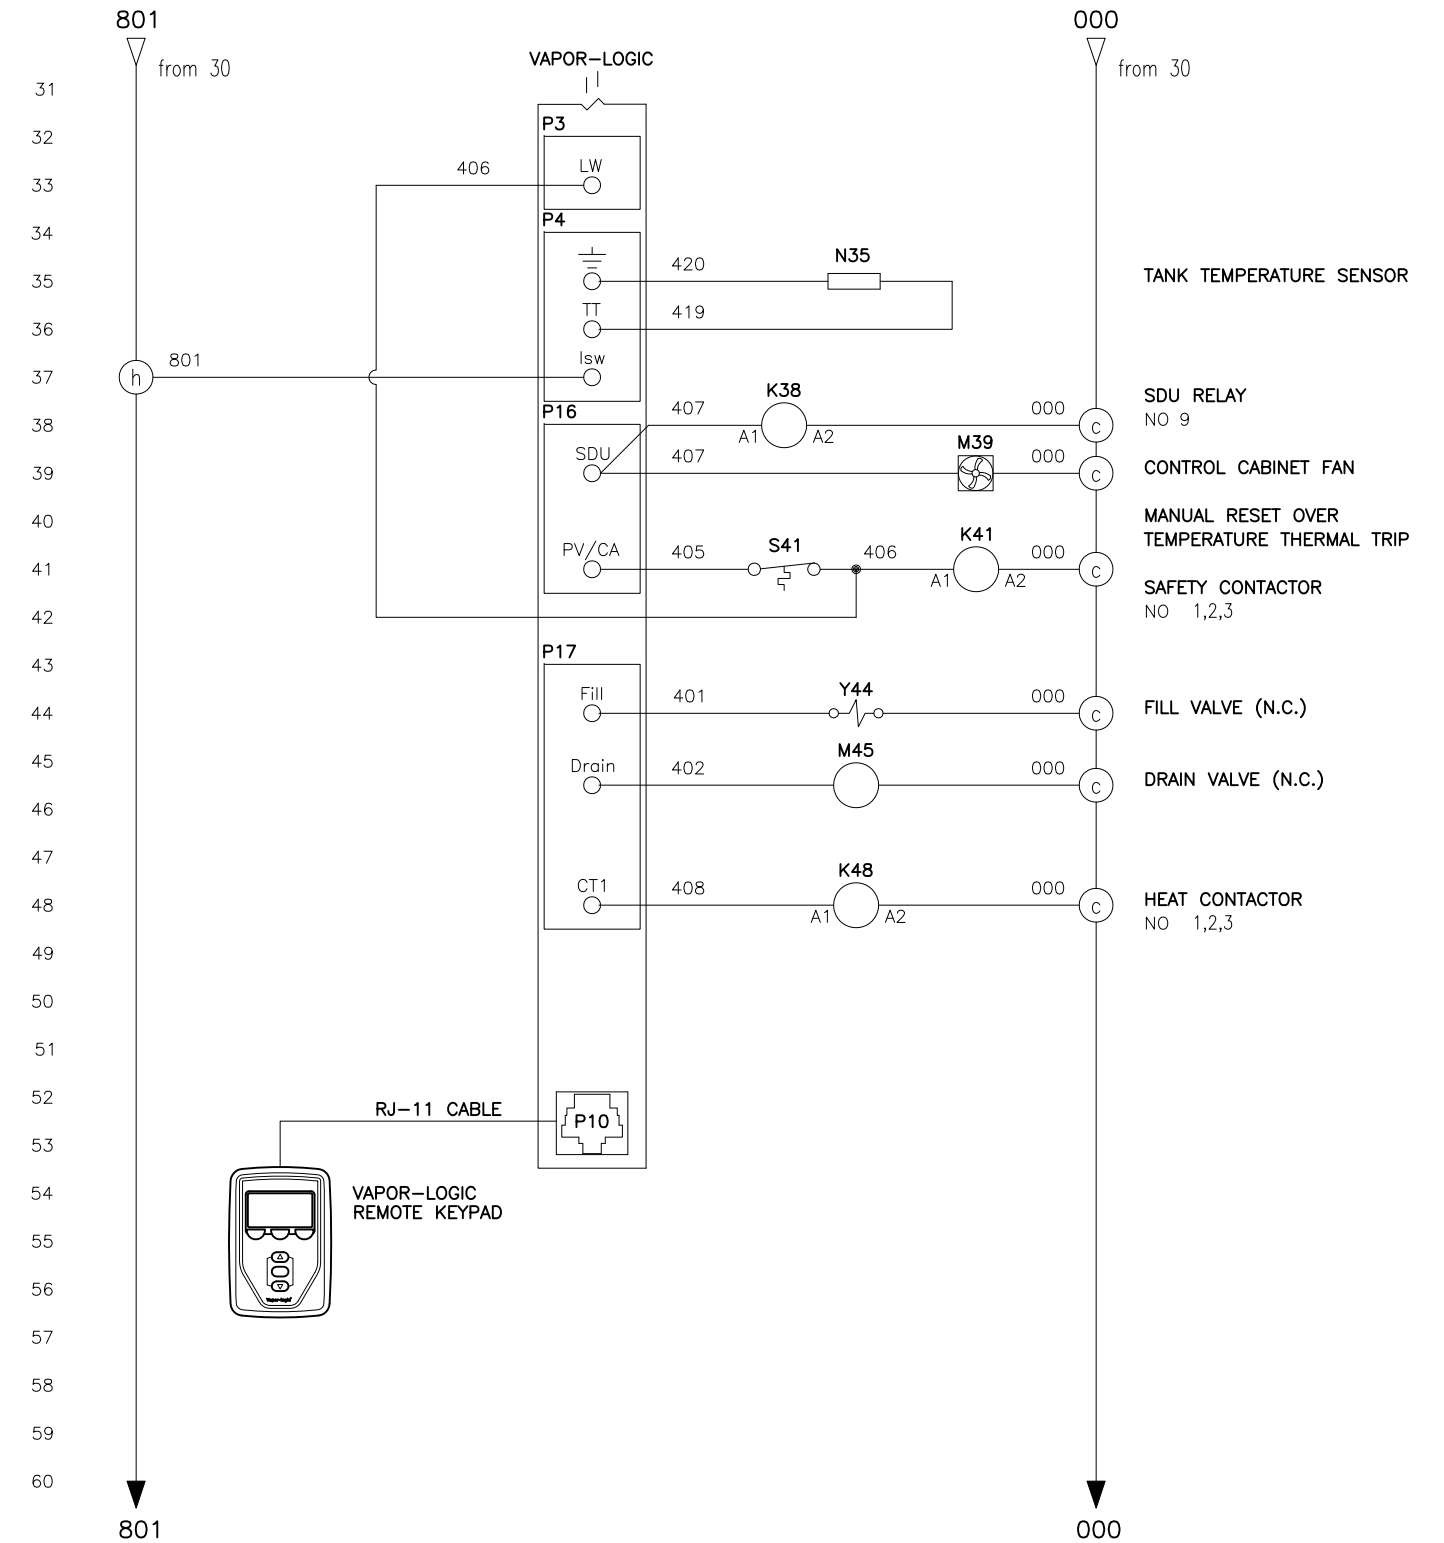 801
000
from 30
from 30
VAPOR-LOGIC
31
32
P3
33
406
LW
34
P4
35
420
N35
TANK TEMPERATURE SENSOR
36
TT
419
37
h
801
Isw
38
P16
407
K38
A1
A2
000
c
SDU RELAY
NO 9
39
SDU
407
M39
000
c
CONTROL CABINET FAN
40
MANUAL RESET OVER
TEMPERATURE THERMAL TRIP
41
PV/CA
405
S41
406
K41
A1
A2
000
c
SAFETY CONTACTOR
NO 1,2,3
42
43
P17
44
Fill
401
Y44
000
c
FILL VALVE (N.C.)
45
Drain
402
M45
000
c
DRAIN VALVE (N.C.)
46
47
48
CT1
408
K48
A1
A2
000
c
HEAT CONTACTOR
NO 1,2,3
49
50
51
52
RJ-11 CABLE
P10
53
54
VAPOR-LOGIC
REMOTE KEYPAD
55
56
Vapor-logic
57
58
59
60
801
000